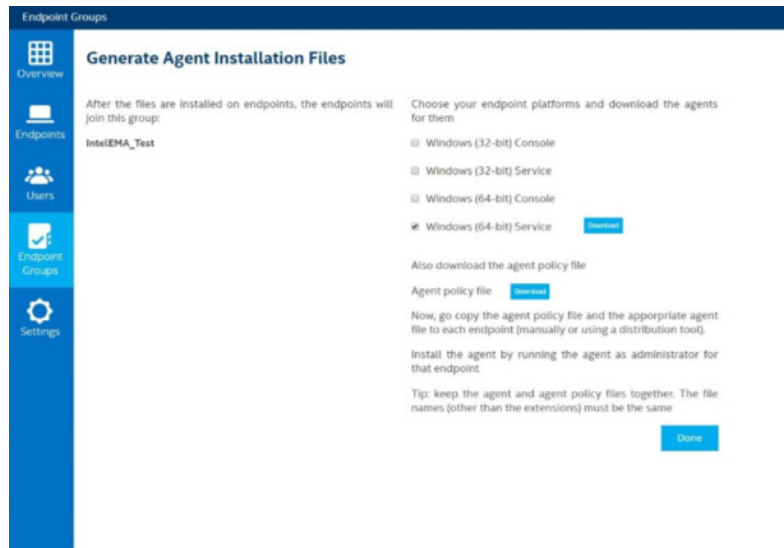 Endpoint Groups
Overview
Endpoints
Users
Endpoint
Groups
Settings
Generate Agent Installation Files
After the files are installed on endpoints, the endpoints will
join this group:
IntelEMA_Test
Choose your endpoint platforms and download the agents
for them
Windows (32-bit) Console
Windows (32-bit) Service
Windows (64-bit) Console
Windows (64-bit) Service Download
Also download the agent policy file
Agent policy file Download
Now, go copy the agent policy file and the apporpriate agent
file to each endpoint (manually or using a distribution tool).
Install the agent by running the agent as administrator for
that endpoint
Tip: keep the agent and agent policy files together. The file
names (other than the extensions) must be the same
Done